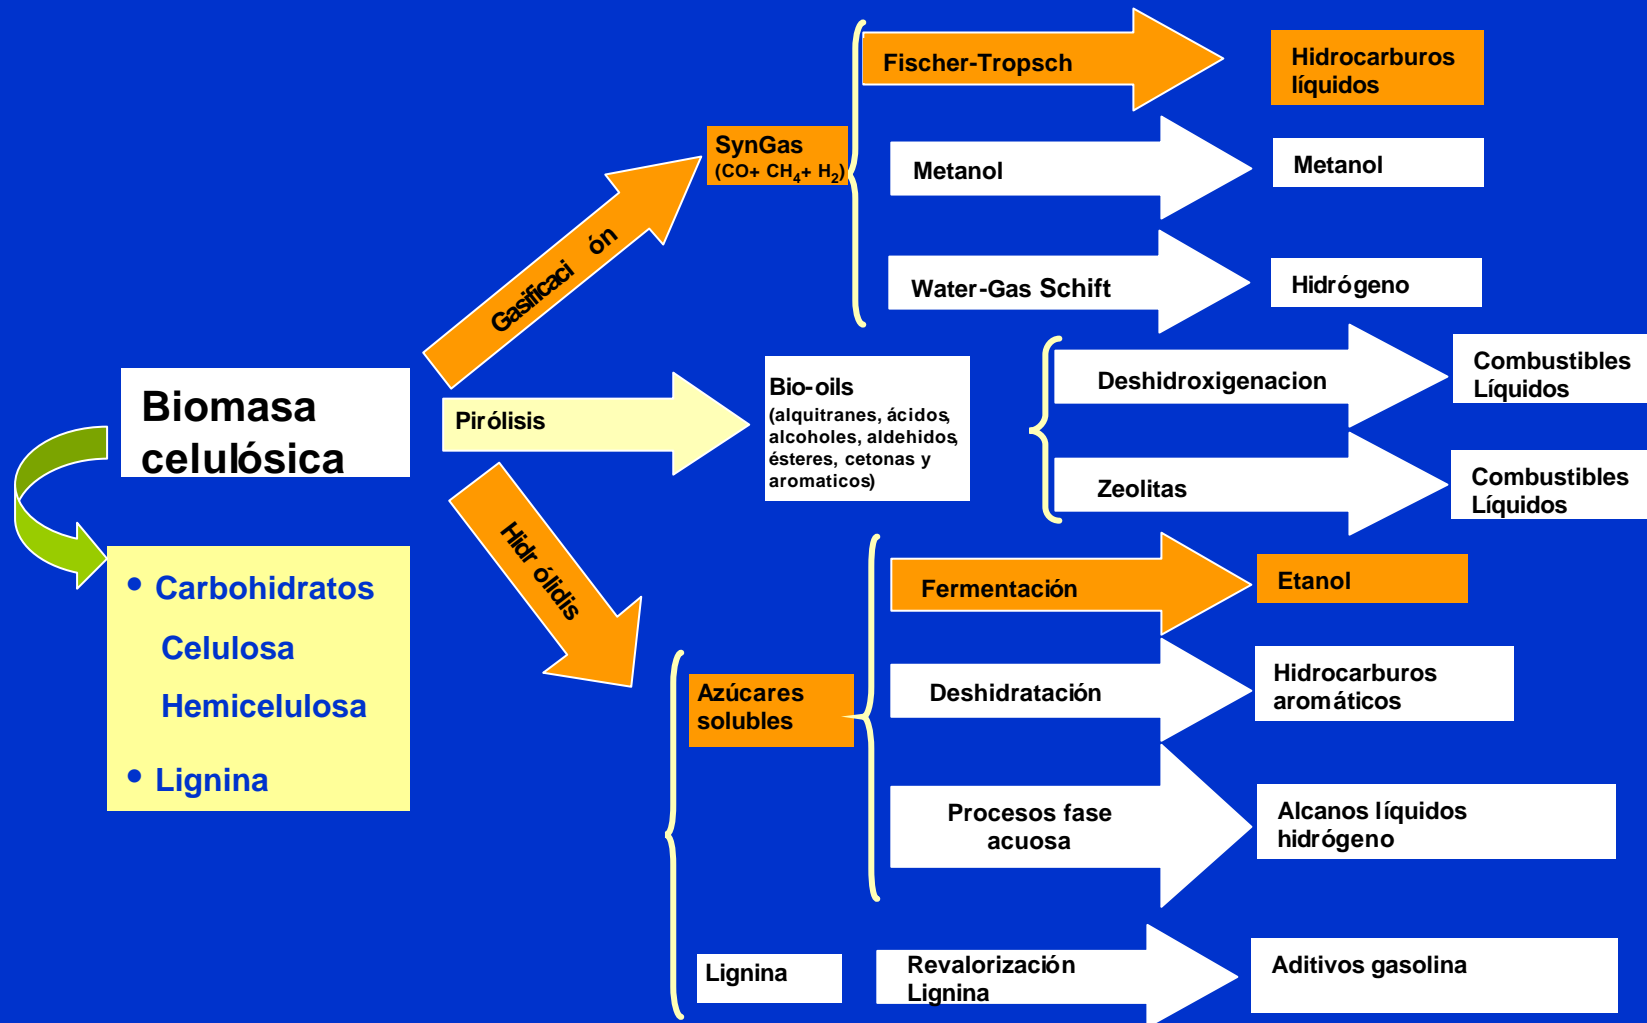 Fischer-Tropsch
Hidrocarburos
líquidos
SynGas
(CO+ CH₄+ H₂)
Metanol
Metanol
Water-Gas Schift
Hidrógeno
Gasificaci ón
Biomasa
celulósica
Pirólisis
Bio-oils
(alquitranes, ácidos,
alcoholes, aldehidos,
ésteres, cetonas y
aromaticos)
Deshidroxigenacion
Combustibles
Líquidos
Zeolitas
Combustibles
Líquidos
Hidr ólidis
• Carbohidratos
Celulosa
Hemicelulosa
• Lignina
Azúcares
solubles
Fermentación
Etanol
Deshidratación
Hidrocarburos
aromáticos
Procesos fase
acuosa
Alcanos líquidos
hidrógeno
Lignina
Revalorización
Lignina
Aditivos gasolina